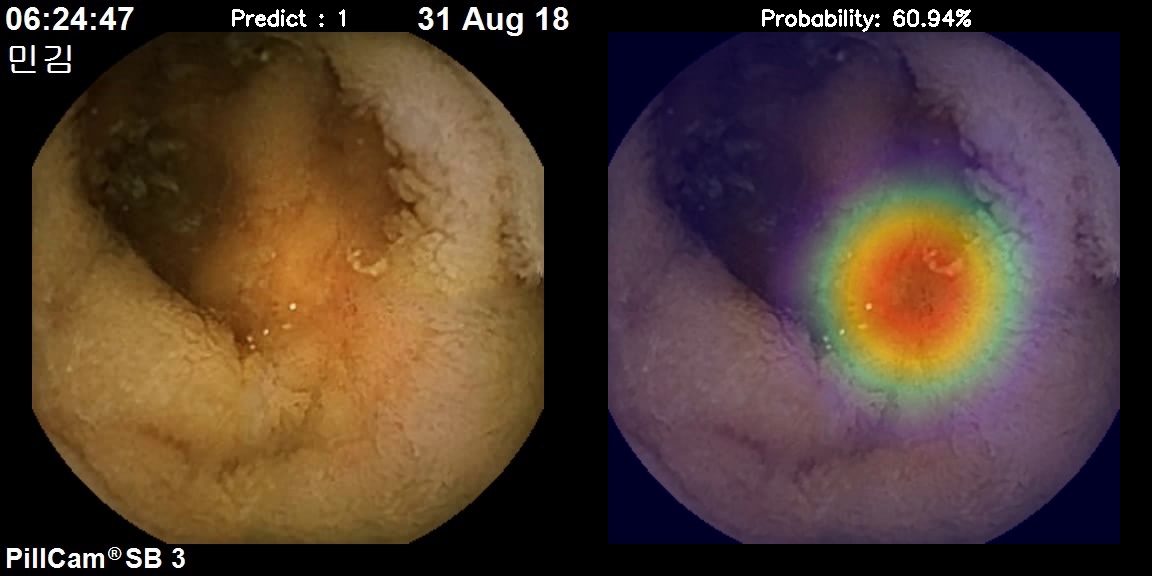 06:24:47
Predict : 1
31 Aug 18
Probability: 60.94%
민김
PillCam® SB 3